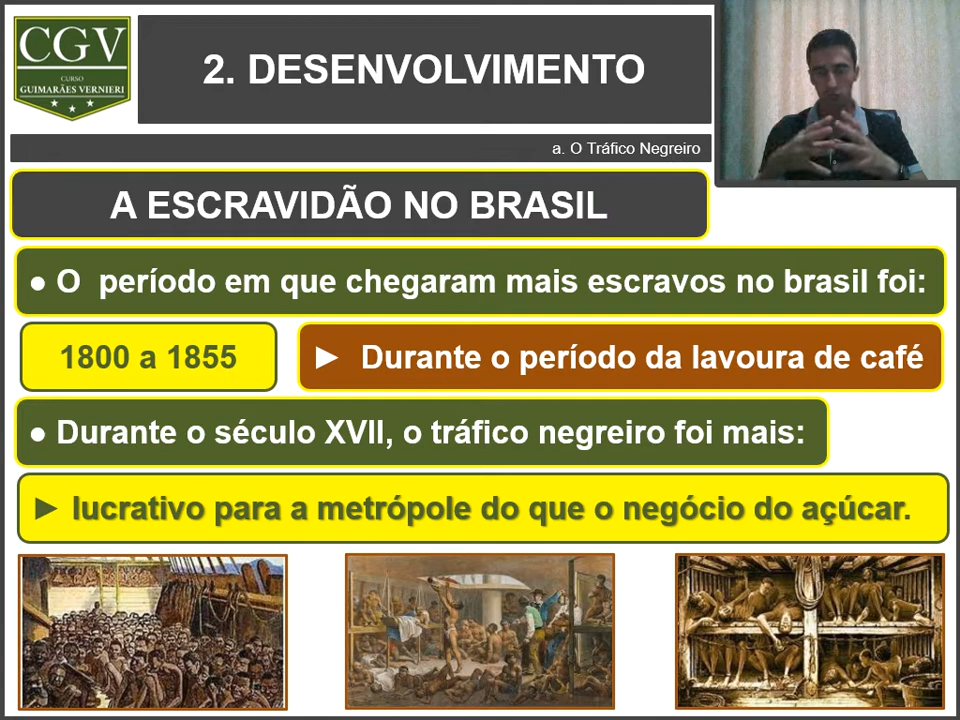 CGV
CURSO
GUIMARÃES VERNIERI
2. DESENVOLVIMENTO
a. O Tráfico Negreiro
A ESCRAVIDÃO NO BRASIL
● O período em que chegaram mais escravos no brasil foi:
1800 a 1855
► Durante o período da lavoura de café
● Durante o século XVII, o tráfico negreiro foi mais:
► lucrativo para a metrópole do que o negócio do açúcar.